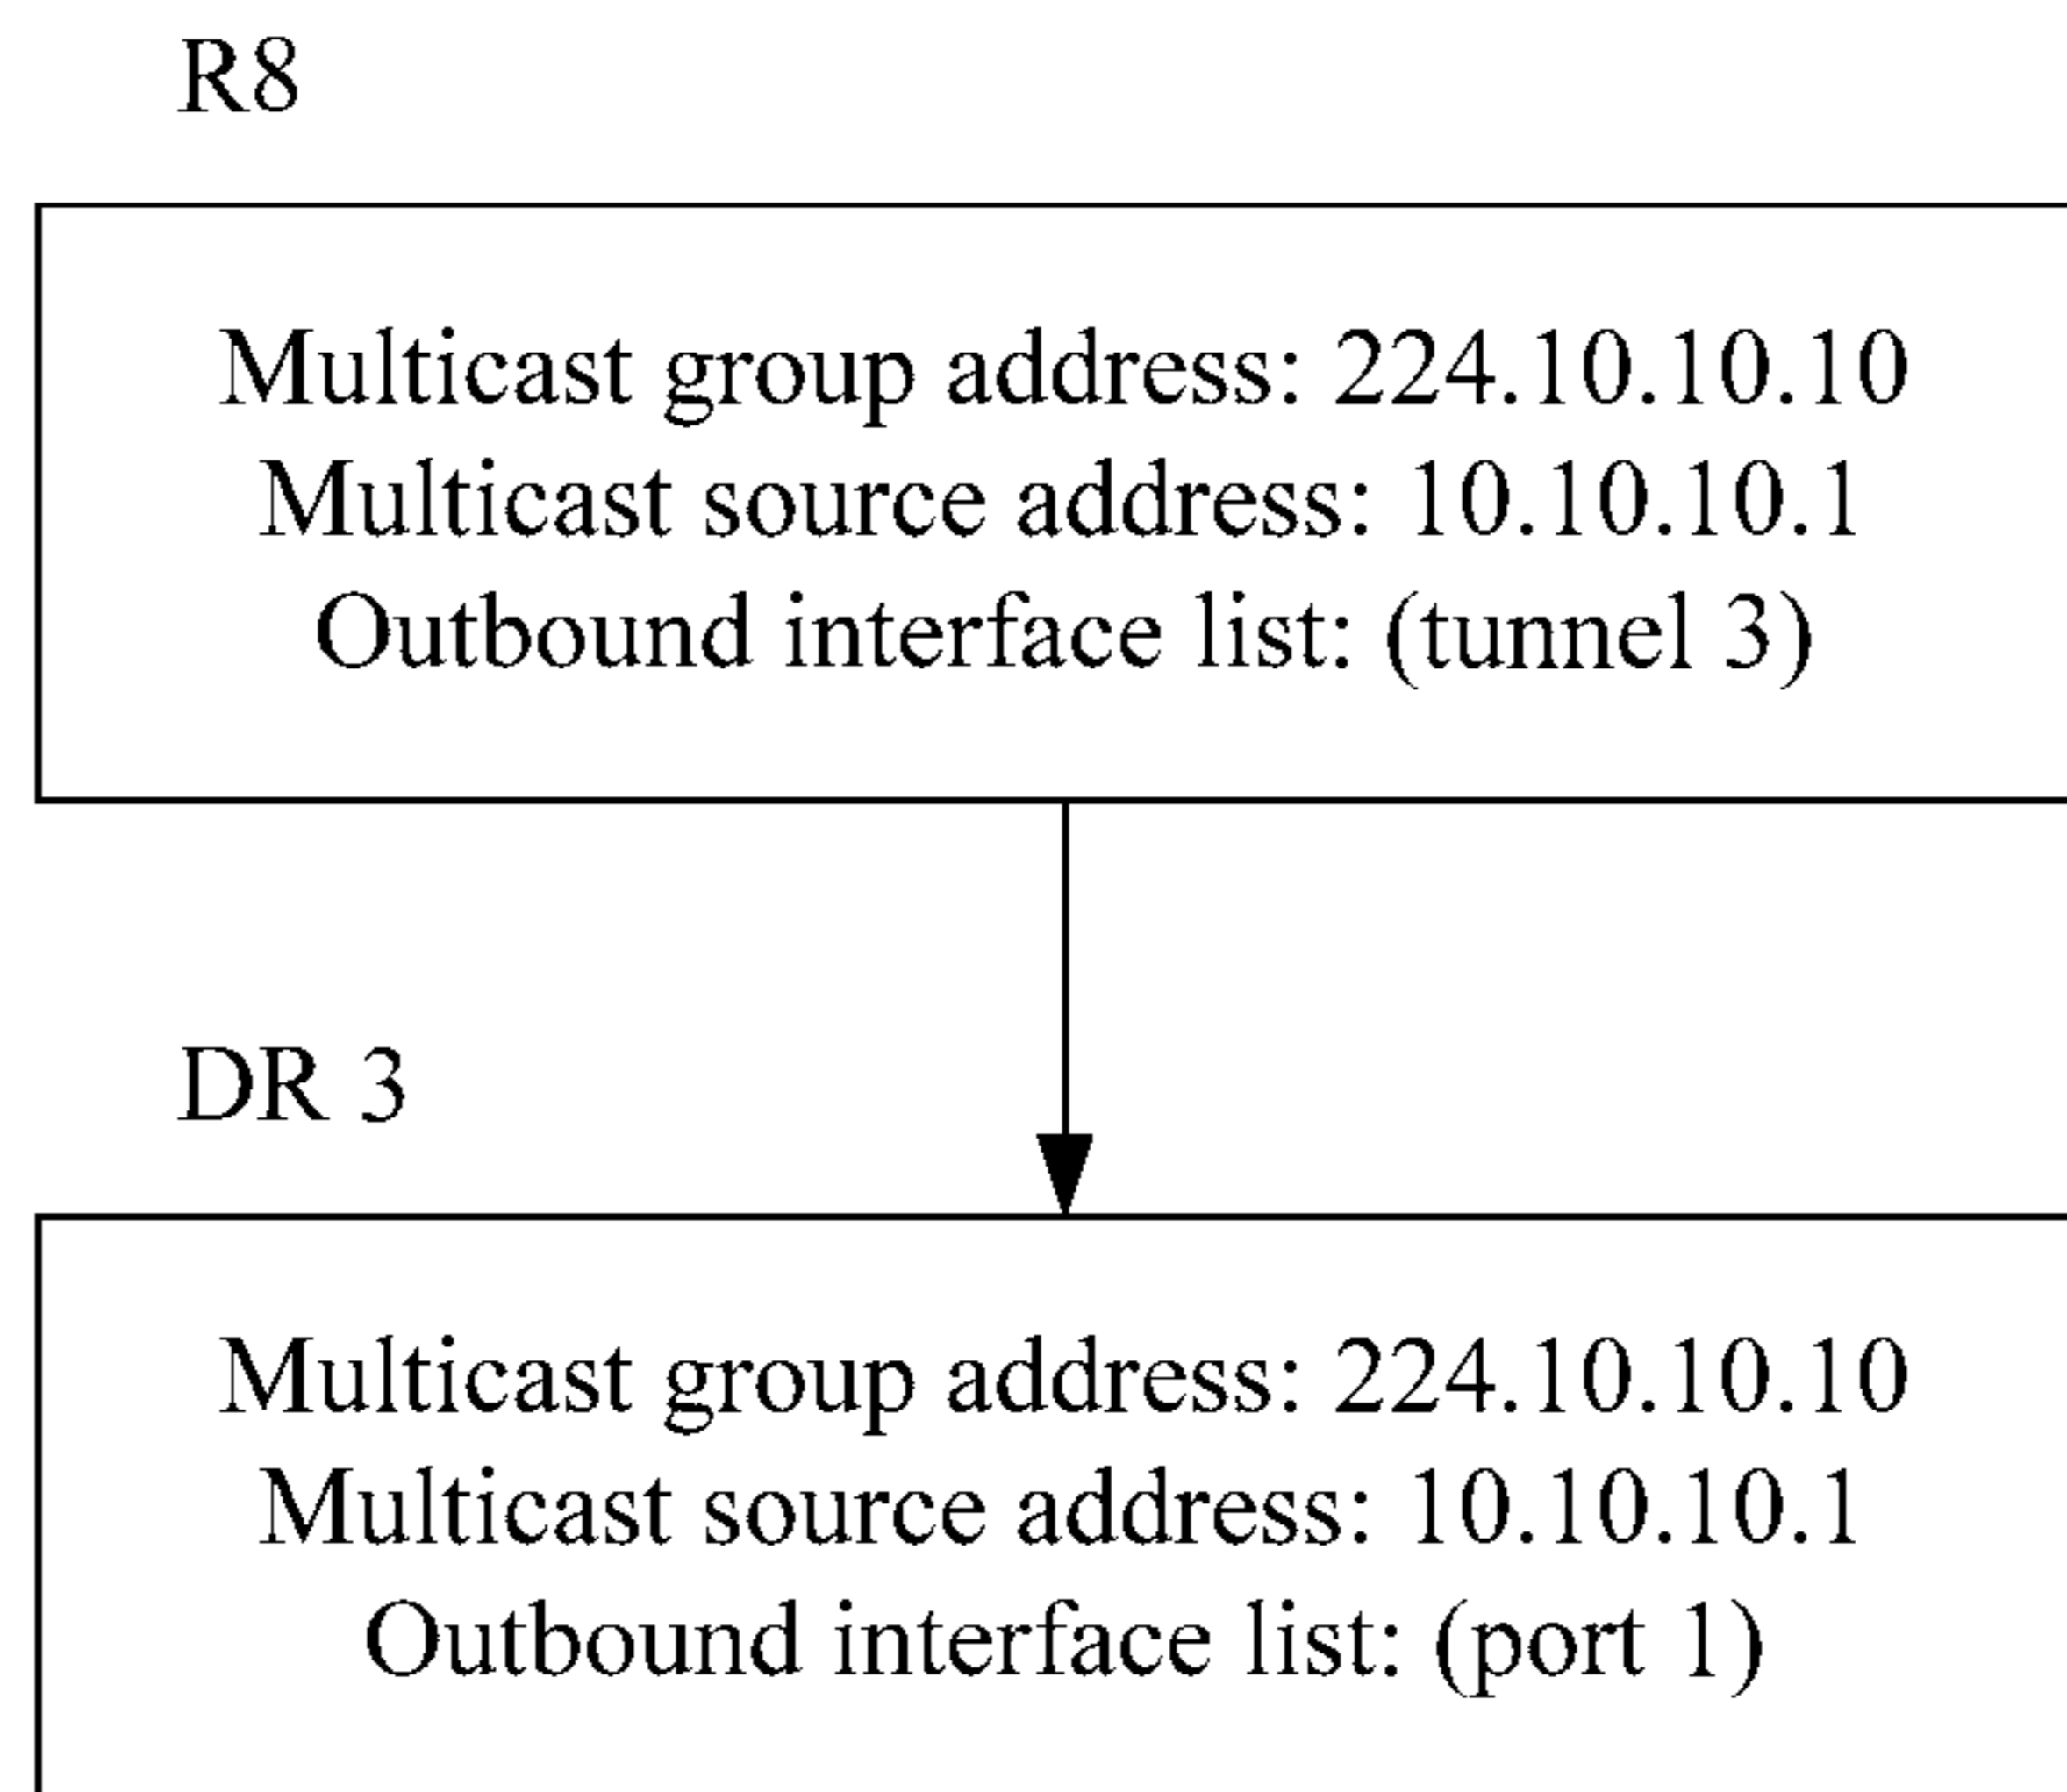 R8
Multicast group address: 224.10.10.10
Multicast source address: 10.10.10.1
Outbound interface list: (tunnel 3)
DR 3
Multicast group address: 224.10.10.10
Multicast source address: 10.10.10.1
Outbound interface list: (port 1)